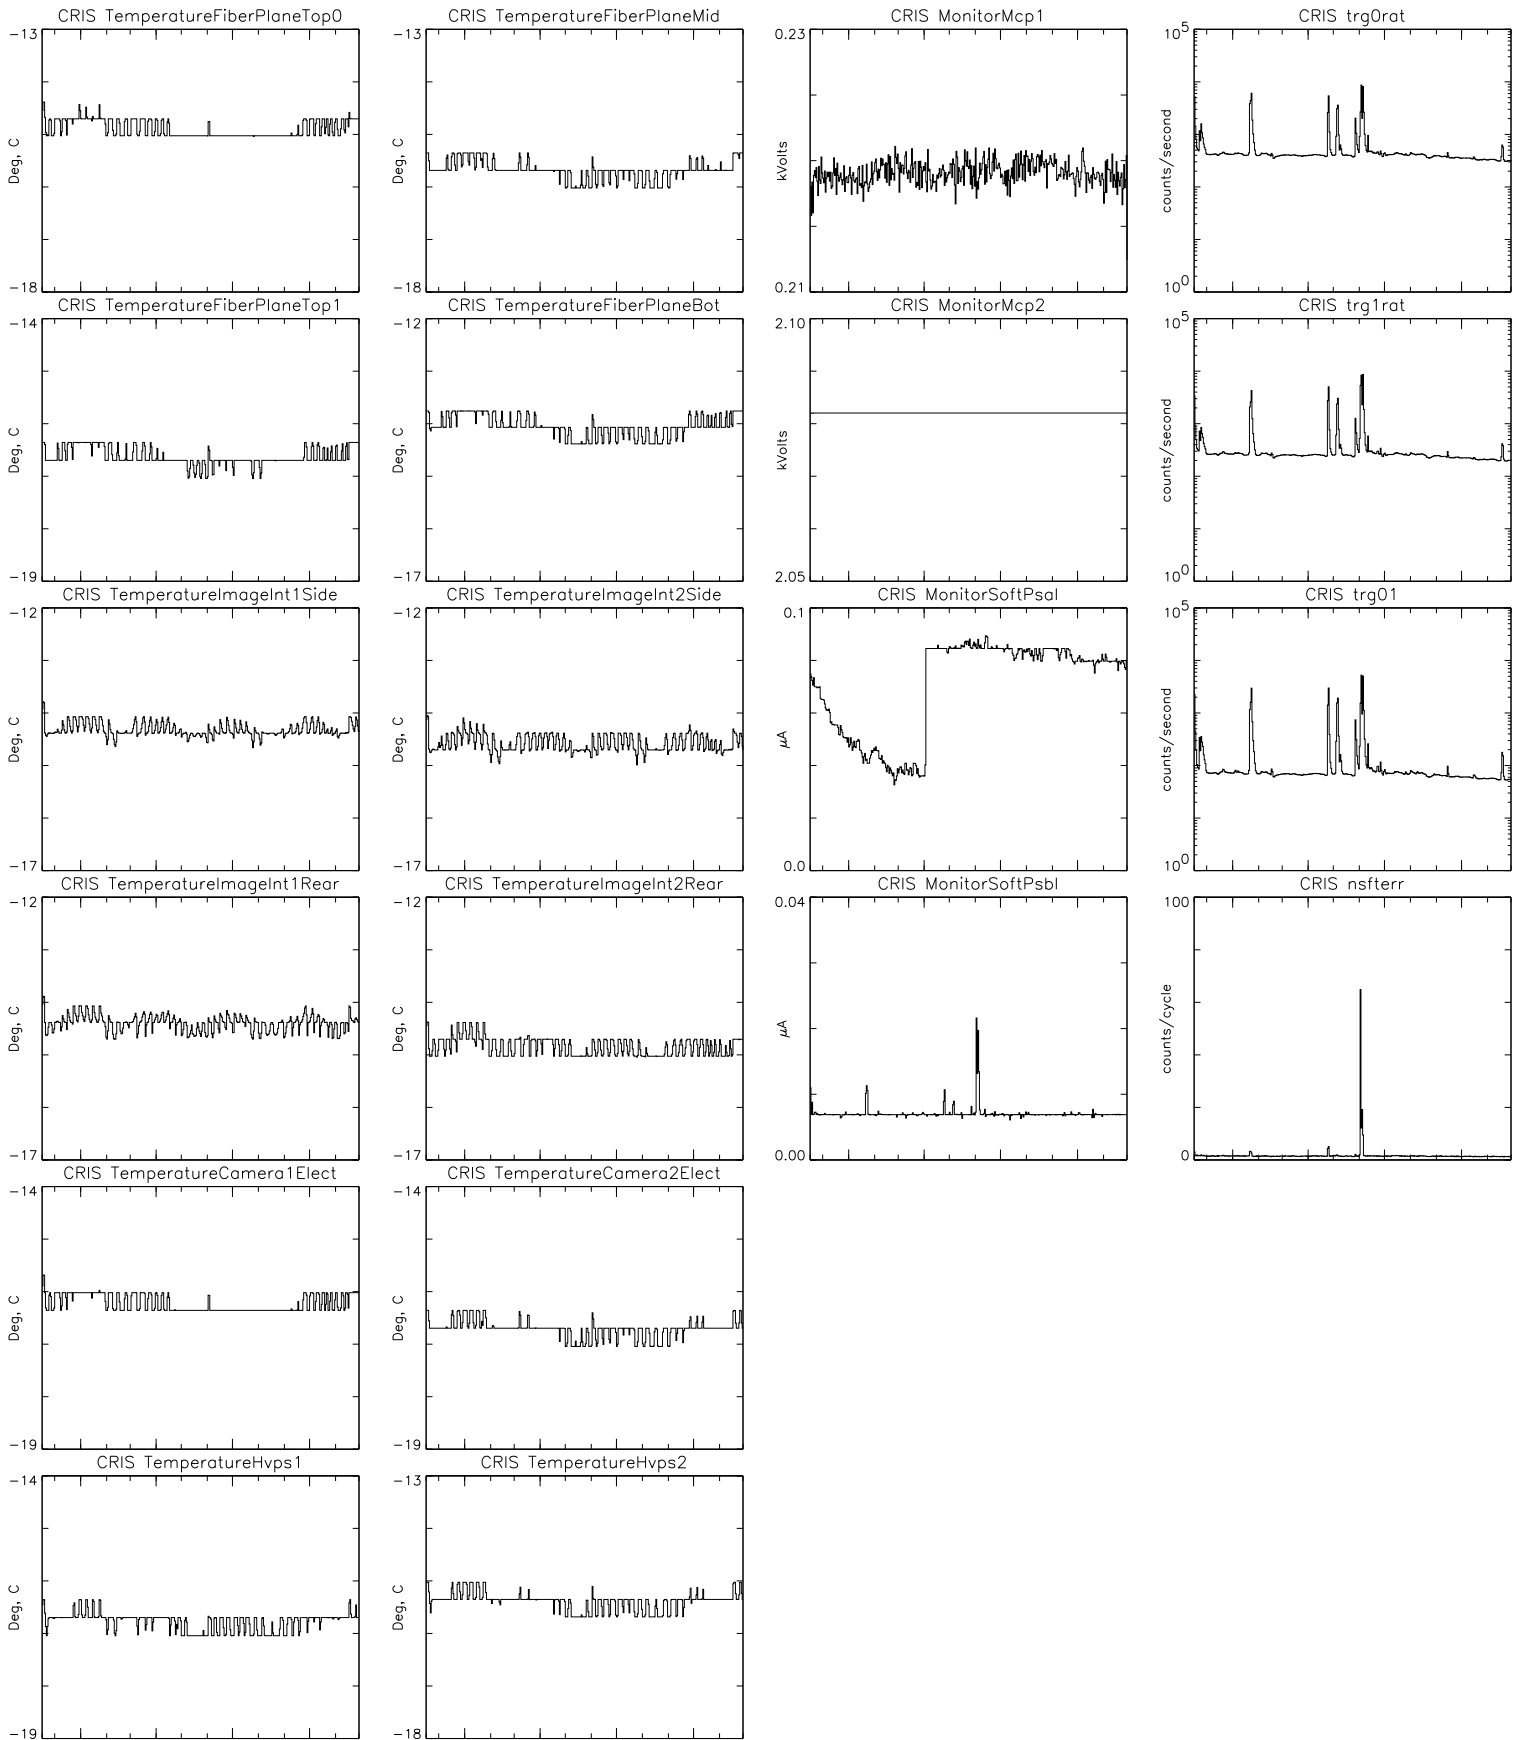 CRIS TemperatureFiberPlaneTop0
-13
Deg, C
-18
CRIS TemperatureFiberPlaneMid
-13
Deg, C
-18
CRIS MonitorMcp1
0.23
kVolts
0.21
CRIS trg0rat
10^5
counts/second
10^0
CRIS TemperatureFiberPlaneTop1
-14
Deg, C
-19
CRIS TemperatureFiberPlaneBot
-12
Deg, C
-17
CRIS MonitorMcp2
2.10
kVolts
2.05
CRIS trg1rat
10^5
counts/second
10^0
CRIS TemperatureImageInt1Side
-12
Deg, C
-17
CRIS TemperatureImageInt2Side
-12
Deg, C
-17
CRIS MonitorSoftPsaI
0.1
μA
0.0
CRIS trg01
10^5
counts/second
10^0
CRIS TemperatureImageInt1Rear
-12
Deg, C
-17
CRIS TemperatureImageInt2Rear
-12
Deg, C
-17
CRIS MonitorSoftPsbI
0.04
μA
0.00
CRIS nsfterr
100
counts/cycle
0
CRIS TemperatureCamera1Elect
-14
Deg, C
-19
CRIS TemperatureCamera2Elect
-14
Deg, C
-19
CRIS TemperatureHvps1
-14
Deg, C
-19
CRIS TemperatureHvps2
-13
Deg, C
-18